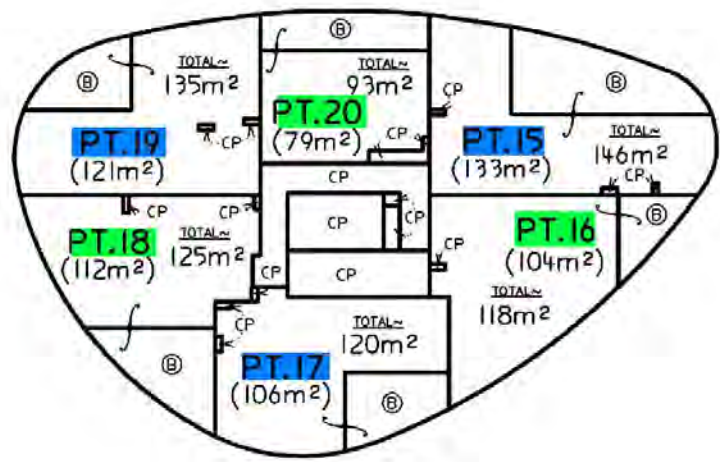 B
B
B
TOTAL~
135m²
TOTAL~
93m²
CP
PT.20
(79m²)
PT.19
(121m²)
CP
CP
PT.15
(133m²)
TOTAL~
146m²
CP
CP
CP
CP
CP
CP
B
PT.18
(112m²)
TOTAL~
125m²
PT.16
(104m²)
CP
CP
CP
CP
CP
TOTAL~
118m²
CP
TOTAL~
120m²
B
PT.17
(106m²)
B